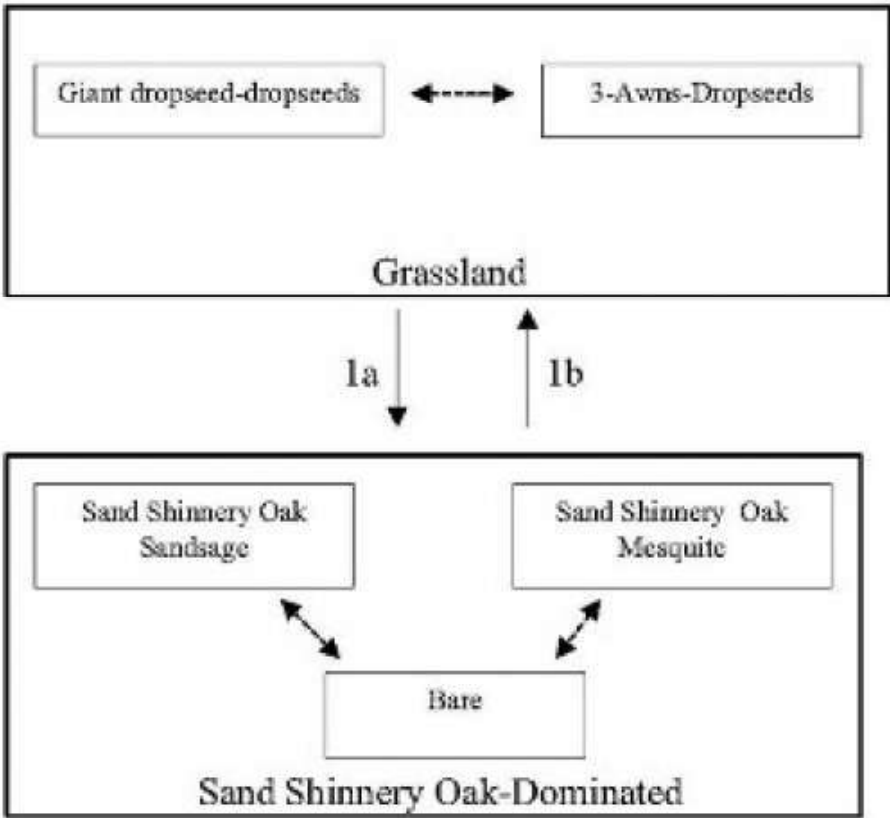 Giant dropseed-dropseeds
3-Awns-Dropseeds
Grassland
1a
1b
Sand Shinnery Oak
Sandsage
Sand Shinnery Oak
Mesquite
Bare
Sand Shinnery Oak-Dominated